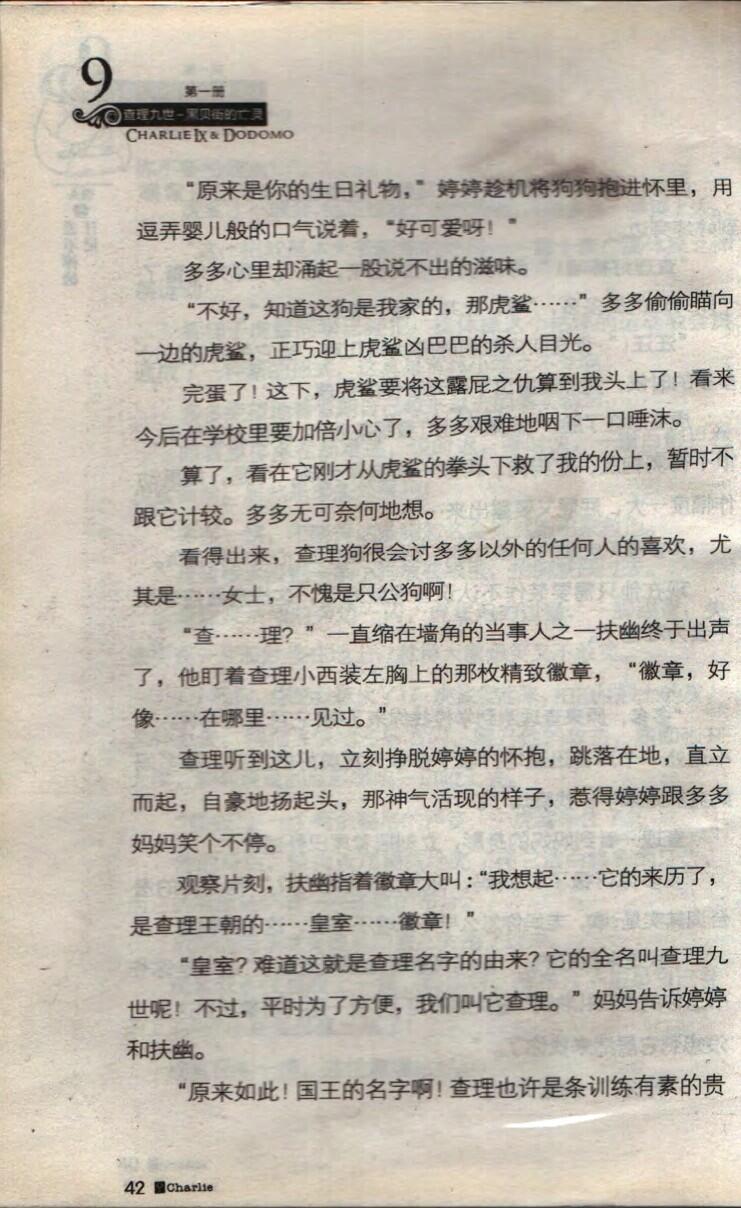 9
第一册
查理九世-黑贝街的亡灵
CHARLIE IX & DODOMO
“原来是你的生日礼物，”婷婷趁机将狗狗抱进怀里，用
逗弄婴儿般的口气说着，“好可爱呀！”
多多心里却涌起一股说不出的滋味。
“不好，知道这狗是我家的，那虎鲨……”多多偷偷瞄向
一边的虎鲨，正巧迎上虎鲨凶巴巴的杀人目光。
完蛋了！这下，虎鲨要将这露屁之仇算到我头上了！看来
今后在学校里要加倍小心了，多多艰难地咽下一口唾沫。
算了，看在它刚才从虎鲨的拳头下救了我的份上，暂时不
跟它计较。多多无可奈何地想。
看得出来，查理狗很会讨多多以外的任何人的喜欢，尤
其是……女士，不愧是只公狗啊！
“查……理？”一直缩在墙角的当事人之一扶幽终于出声
了，他盯着查理小西装左胸上的那枚精致徽章，“徽章，好
像……在哪里……见过。”
查理听到这儿，立刻挣脱婷婷的怀抱，跳落在地，直立
而起，自豪地扬起头，那神气活现的样子，惹得婷婷跟多多
妈妈笑个不停。
观察片刻，扶幽指着徽章大叫：“我想起……它的来历了，
是查理王朝的……皇室……徽章！”
“皇室？难道这就是查理名字的由来？它的全名叫查理九
世呢！不过，平时为了方便，我们叫它查理。”妈妈告诉婷婷
和扶幽。
“原来如此！国王的名字啊！查理也许是条训练有素的贵
42 Charlie